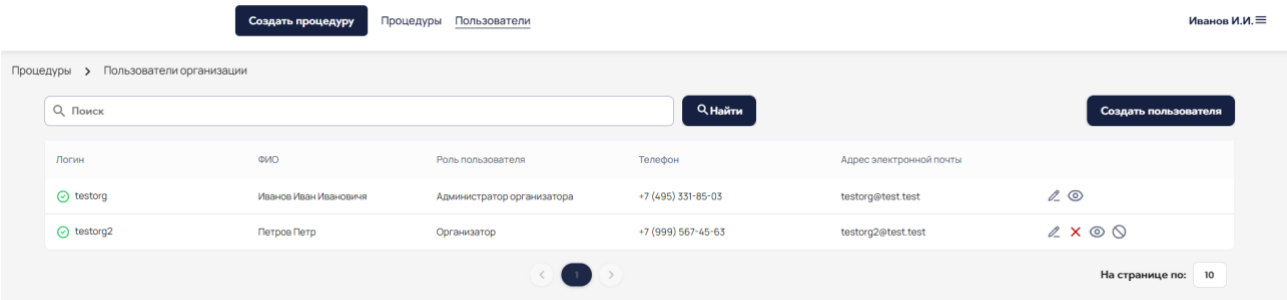 Создать процедуру Процедуры Пользователи Иванов И.И.
Процедуры > Пользователи организации
Поиск Найти Создать пользователя
Логин ФИО Роль пользователя Телефон Адрес электронной почты
testorg Иванов Иван Ивановичя Администратор организатора +7 (495) 331-85-03 testorg@test.test
testorg2 Петров Петр Организатор +7 (999) 567-45-63 testorg2@test.test
< 1 > На странице по: 10